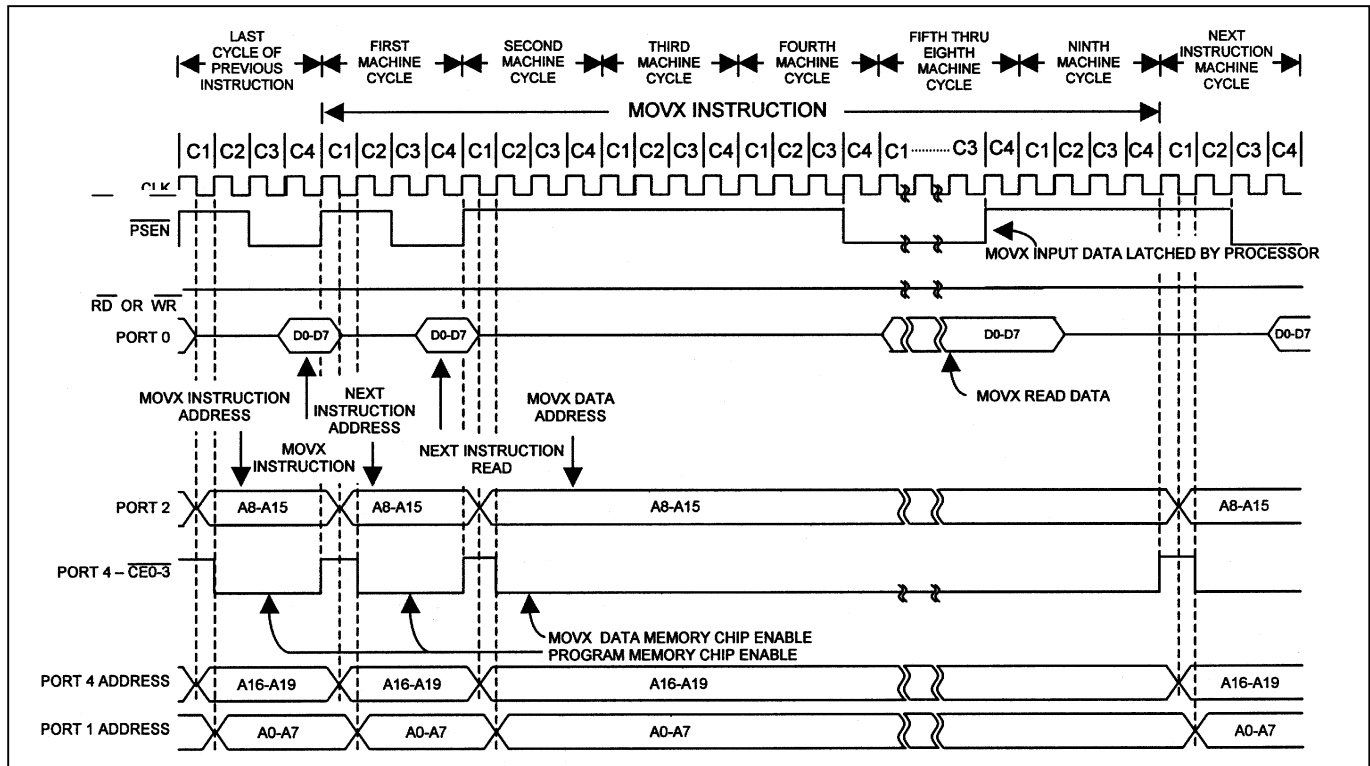 LAST
CYCLE OF
PREVIOUS
INSTRUCTION
FIRST
MACHINE
CYCLE
SECOND
MACHINE
CYCLE
THIRD
MACHINE
CYCLE
FOURTH
MACHINE
CYCLE
FIFTH THRU
EIGHTH
MACHINE
CYCLE
NINTH
MACHINE
CYCLE
NEXT
INSTRUCTION
MACHINE
CYCLE
MOVX INSTRUCTION
C1 C2 C3 C4 C1 C2 C3 C4 C1 C2 C3 C4 C1 C2 C3 C4 C1 C2 C3 C4 C1 ......... C3 C4 C1 C2 C3 C4 C1 C2 C3 C4
CLK
PSEN
MOVX INPUT DATA LATCHED BY PROCESSOR
RD OR WR
PORT 0 D0-D7 D0-D7 D0-D7 D0-D7
MOVX INSTRUCTION
ADDRESS
NEXT
INSTRUCTION
ADDRESS
MOVX DATA
ADDRESS
MOVX READ DATA
MOVX
INSTRUCTION
NEXT INSTRUCTION
READ
PORT 2 A8-A15 A8-A15 A8-A15 A8-A15
PORT 4 – CE0-3
MOVX DATA MEMORY CHIP ENABLE
PROGRAM MEMORY CHIP ENABLE
PORT 4 ADDRESS A16-A19 A16-A19 A16-A19 A16-A19
PORT 1 ADDRESS A0-A7 A0-A7 A0-A7 A0-A7